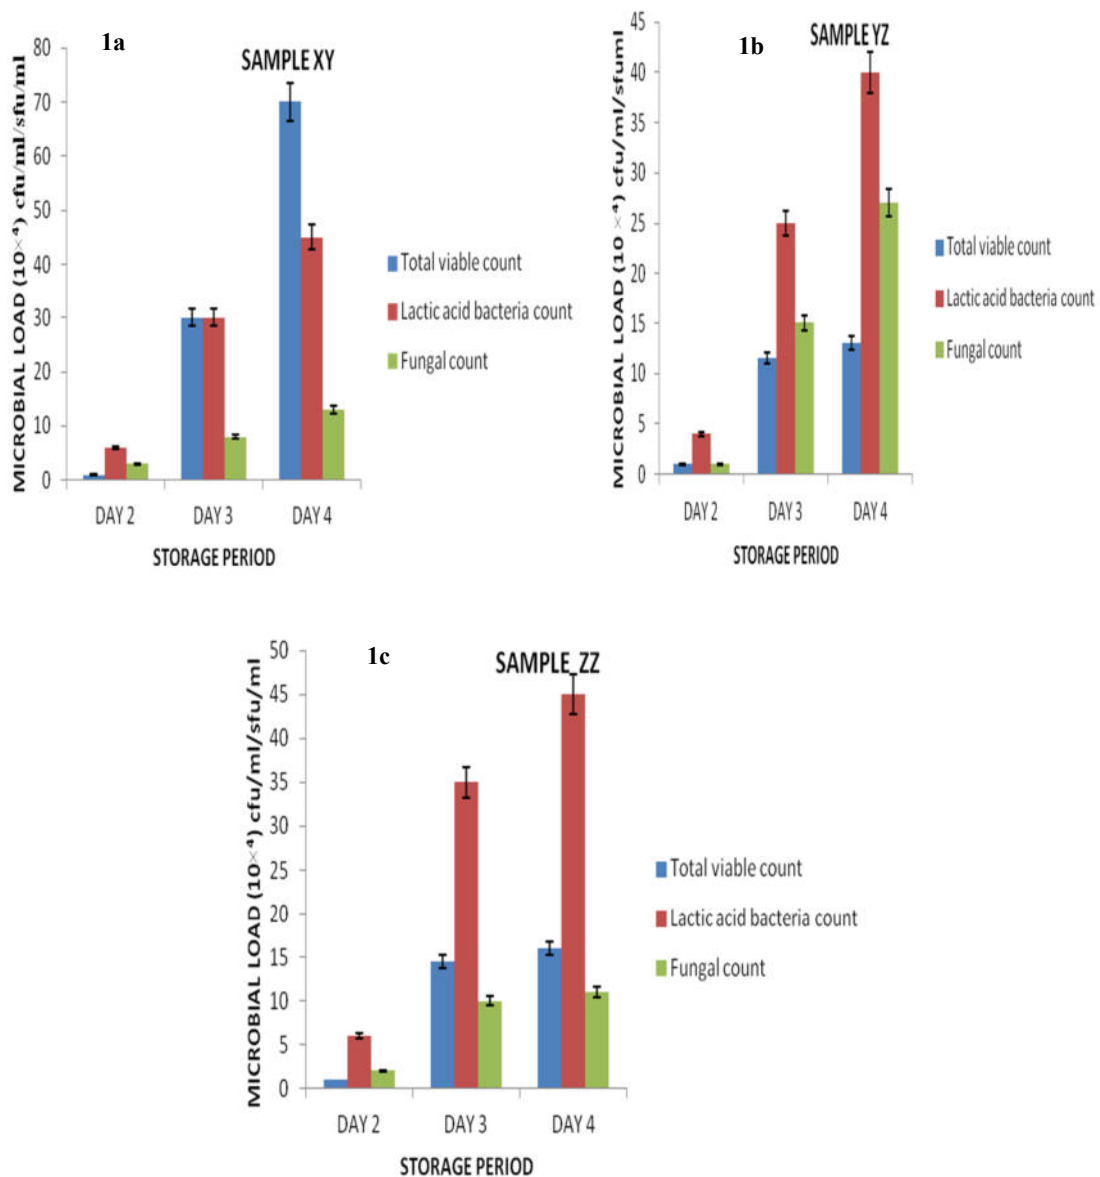 1a
SAMPLE XY
MICROBIAL LOAD (10×⁴) cfu/ml/sfu/ml
80
70
60
50
40
30
20
10
0
DAY 2 DAY 3 DAY 4
STORAGE PERIOD
Total viable count
Lactic acid bacteria count
Fungal count
1b
SAMPLE YZ
MICROBIAL LOAD (10 ×⁴) cfu/ml/sfuml
45
40
35
30
25
20
15
10
5
0
DAY 2 DAY 3 DAY 4
STORAGE PERIOD
Total viable count
Lactic acid bacteria count
Fungal count
1c
SAMPLE ZZ
MICROBIAL LOAD (10×⁴) cfu/ml/sfu/ml
50
45
40
35
30
25
20
15
10
5
0
DAY 2 DAY 3 DAY 4
STORAGE PERIOD
Total viable count
Lactic acid bacteria count
Fungal count